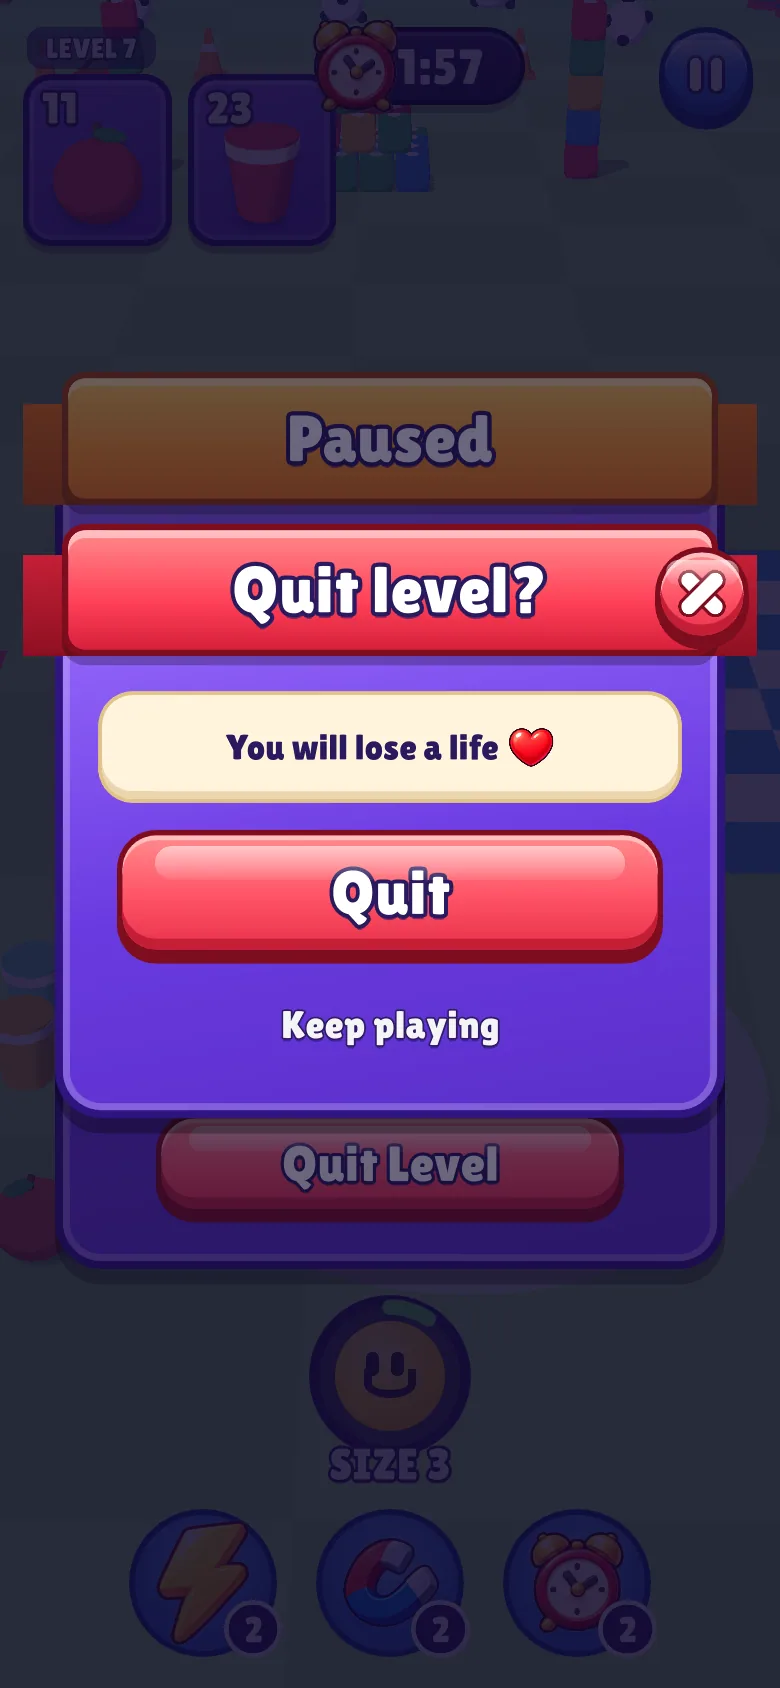 LEVEL 7
1:57
11
23
Paused
Quit level?
You will lose a life
Quit
Keep playing
Quit Level
SIZE 3
2
2
2